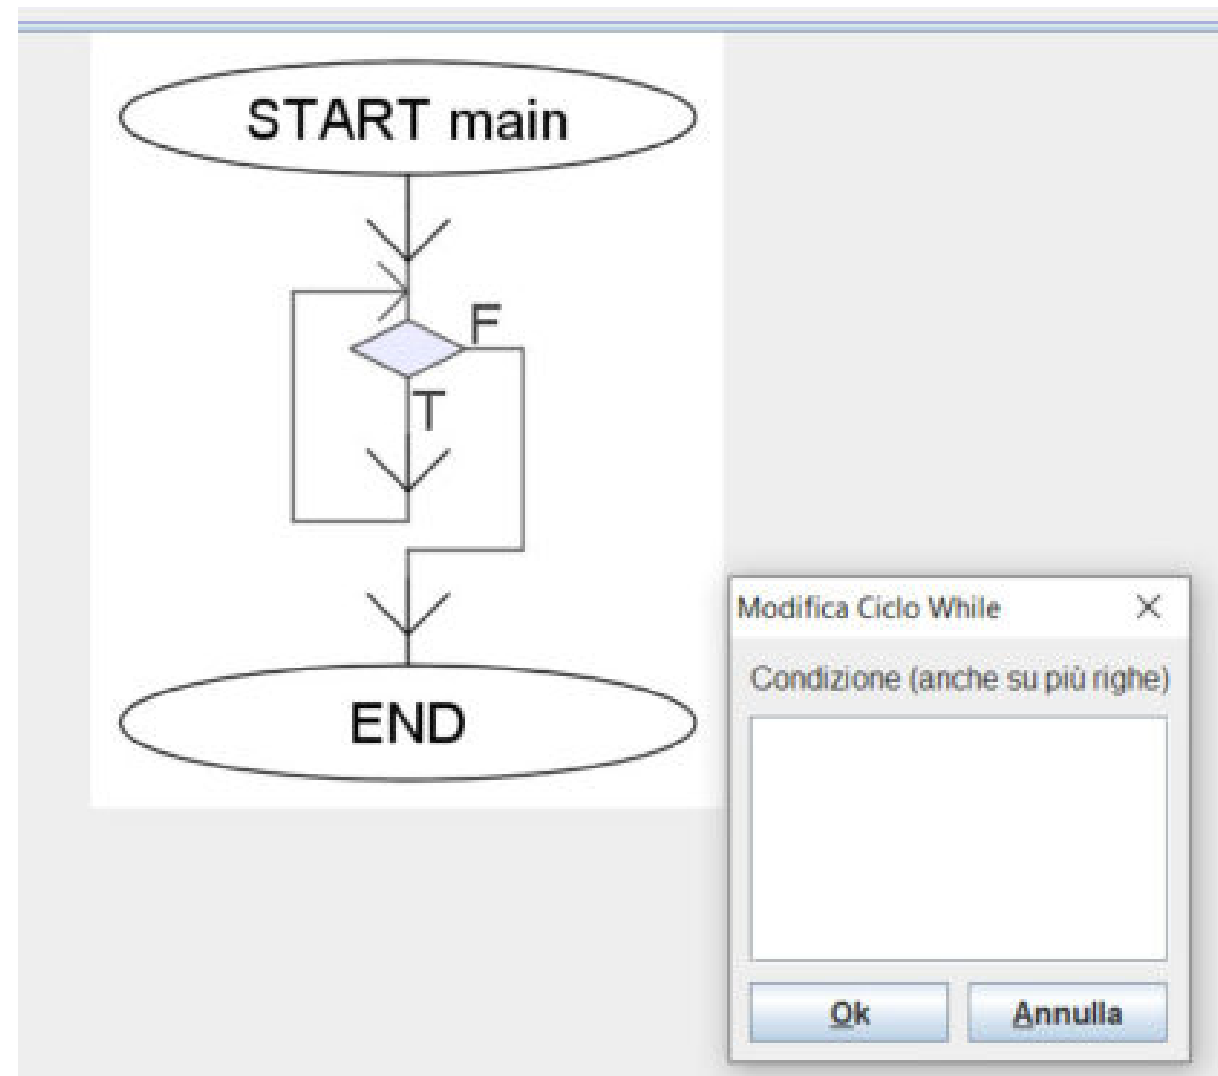 START main
F
T
END
Modifica Ciclo While
Condizione (anche su più righe)
Ok
Annulla